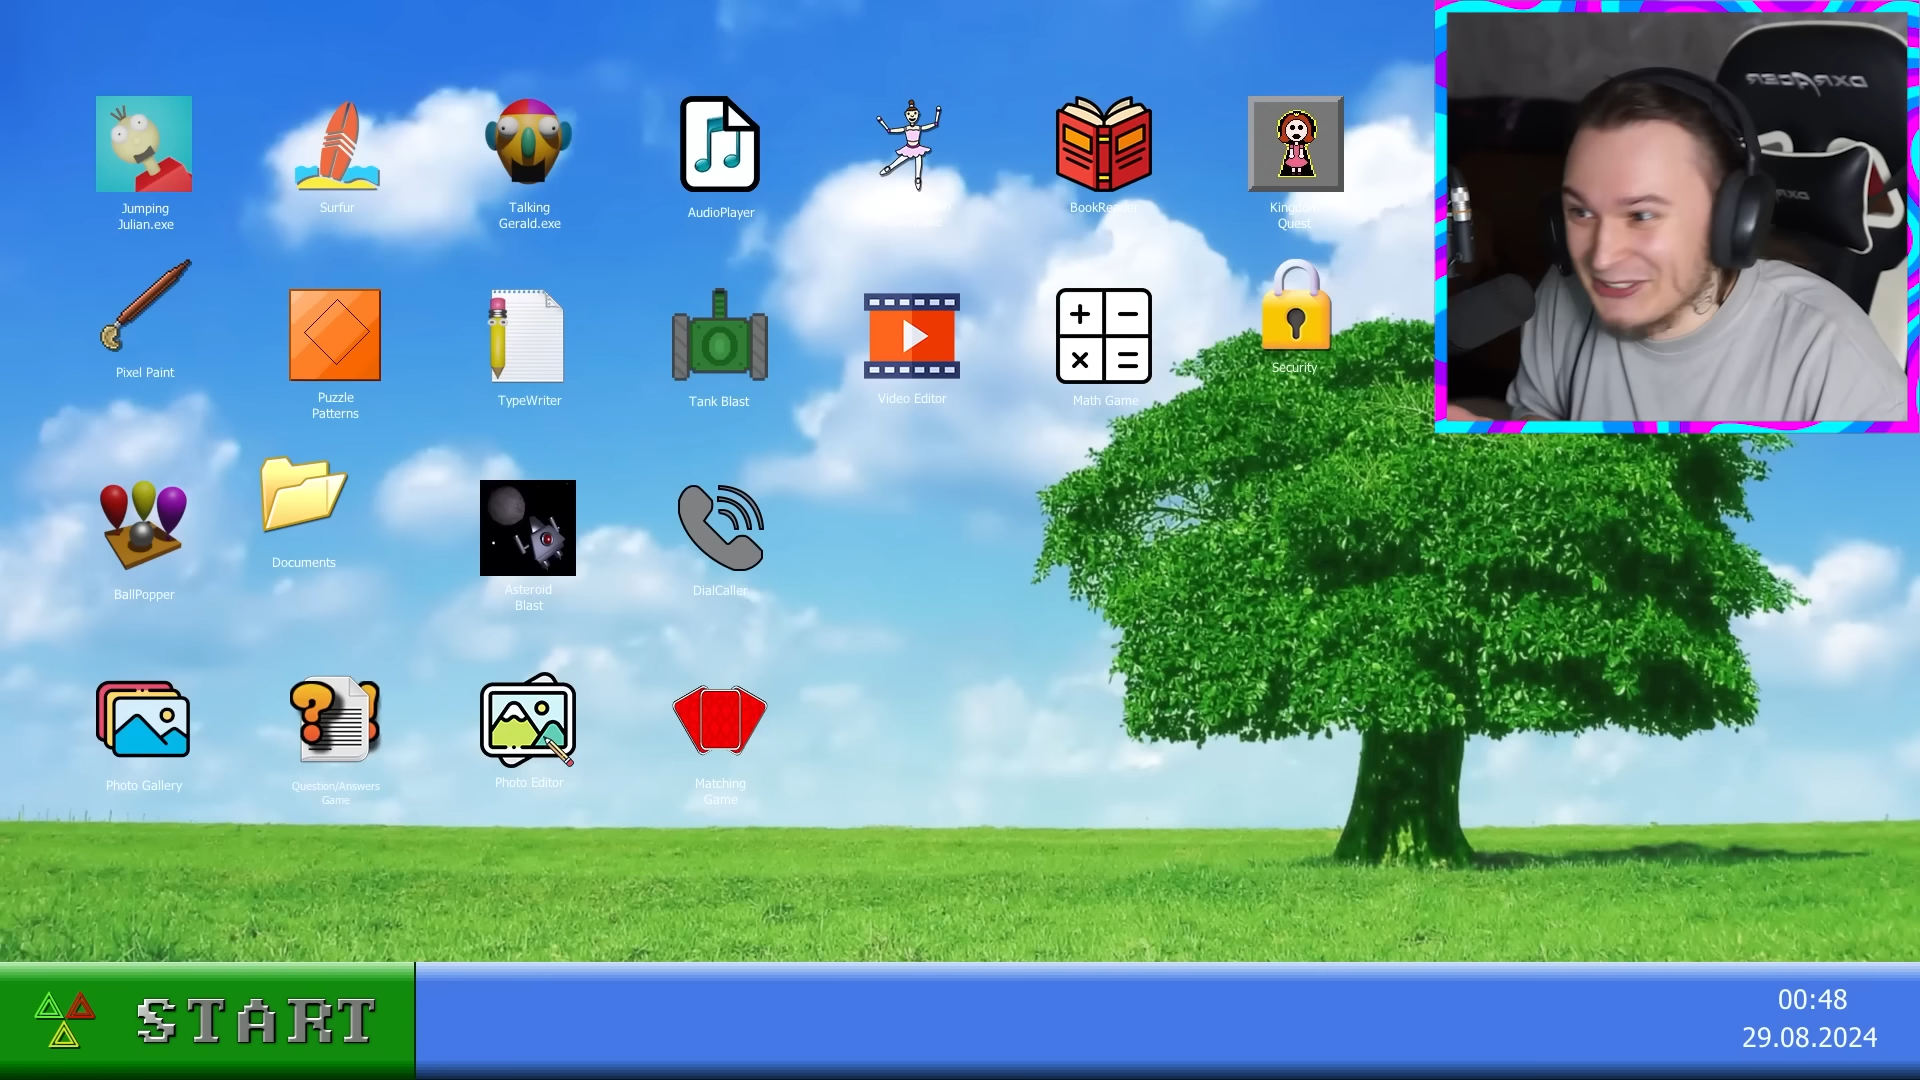 Jumping
Julian.exe
Surfur
Talking
Gerald.exe
AudioPlayer
Quest
Pixel Paint
Puzzle
Patterns
TypeWriter
Tank Blast
Video Editor
Math Game
Security
BallPopper
Documents
Asteroid
Blast
DialCaller
Photo Gallery
Question/Answers
Game
Photo Editor
Matching
Game
START
00:48
29.08.2024